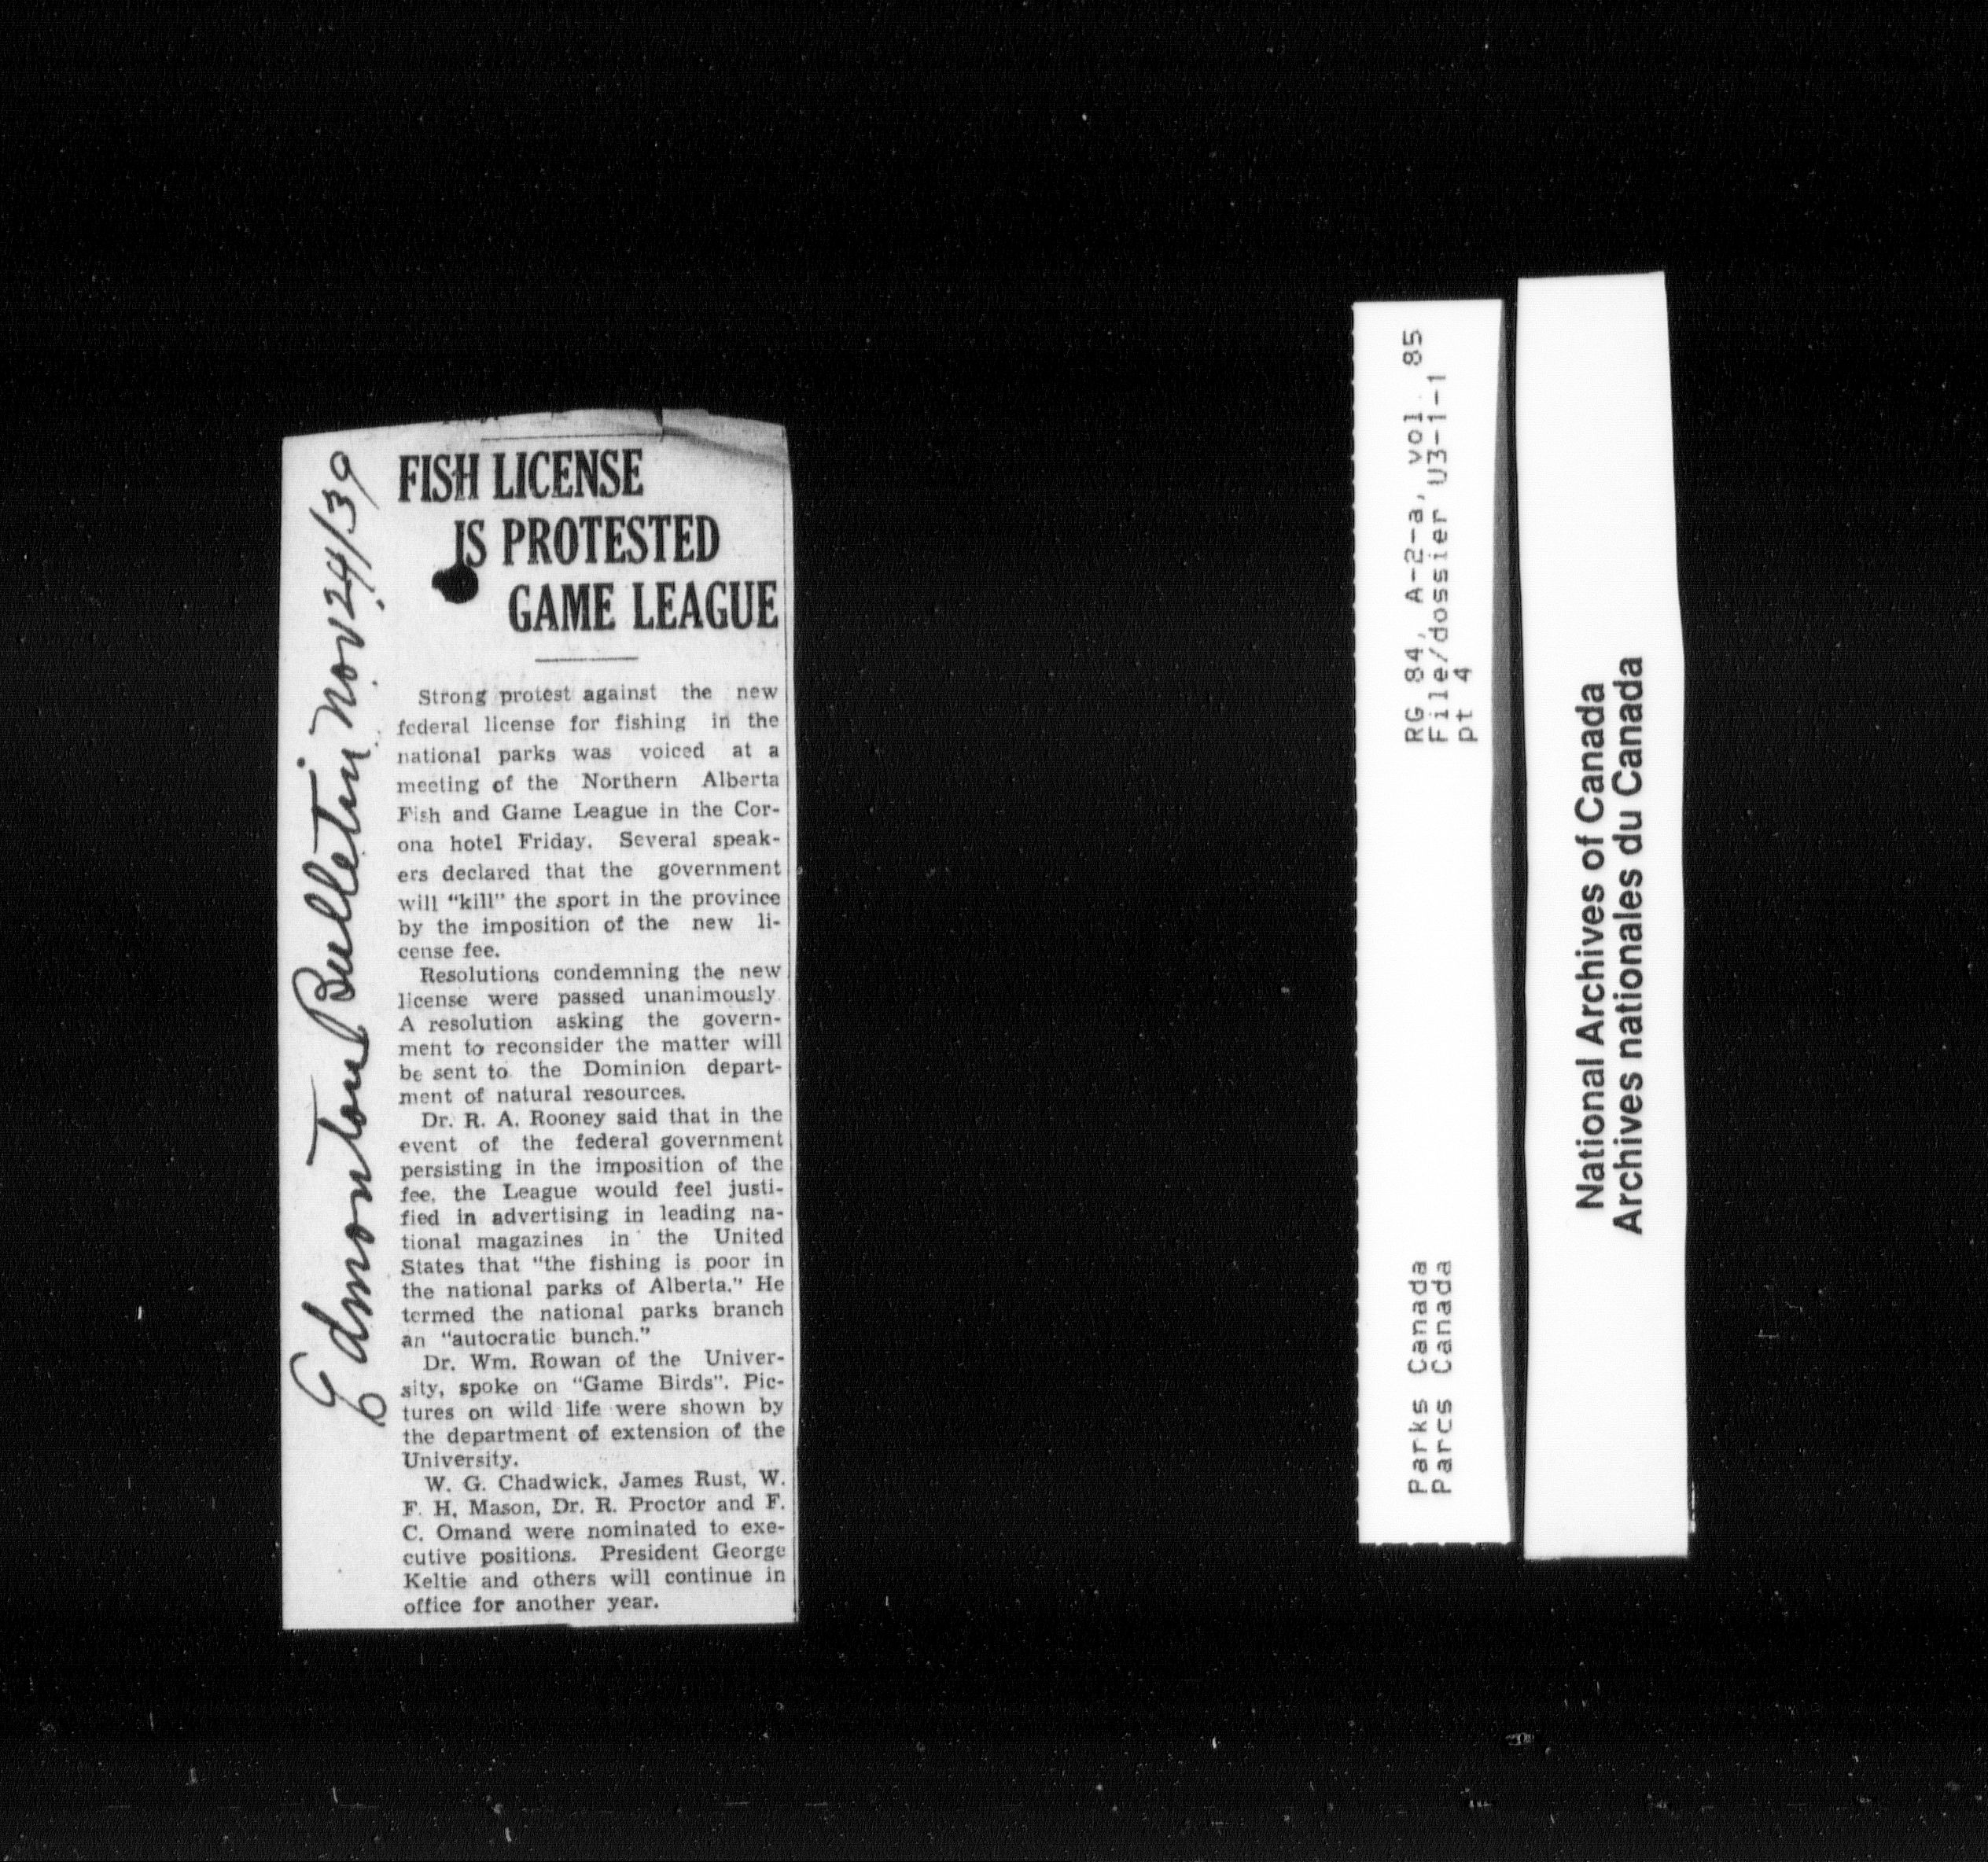 Edmonton Bulletin Nov 24/39
FISH LICENSE
IS PROTESTED
GAME LEAGUE
Strong protest against the new
federal license for fishing in the
national parks was voiced at a
meeting of the Northern Alberta
Fish and Game League in the Cor-
ona hotel Friday. Several speak-
ers declared that the government
will "kill" the sport in the province
by the imposition of the new li-
cense fee.
Resolutions condemning the new
license were passed unanimously.
A resolution asking the govern-
ment to reconsider the matter will
be sent to the Dominion depart-
ment of natural resources.
Dr. R. A. Rooney said that in the
event of the federal government
persisting in the imposition of the
fee, the League would feel justi-
fied in advertising in leading na-
tional magazines in the United
States that "the fishing is poor in
the national parks of Alberta." He
termed the national parks branch
an "autocratic bunch."
Dr. Wm. Rowan of the Univer-
sity, spoke on "Game Birds". Pic-
tures on wild life were shown by
the department of extension of the
University.
W. G. Chadwick, James Rust, W.
F. H. Mason, Dr. R. Proctor and F.
C. Omand were nominated to exe-
cutive positions. President George
Keltie and others will continue in
office for another year.
Parks Canada RG 84, A-2-a, vol. 85
Parcs Canada File/dossier U3-1-1
pt 4
National Archives of Canada
Archives nationales du Canada